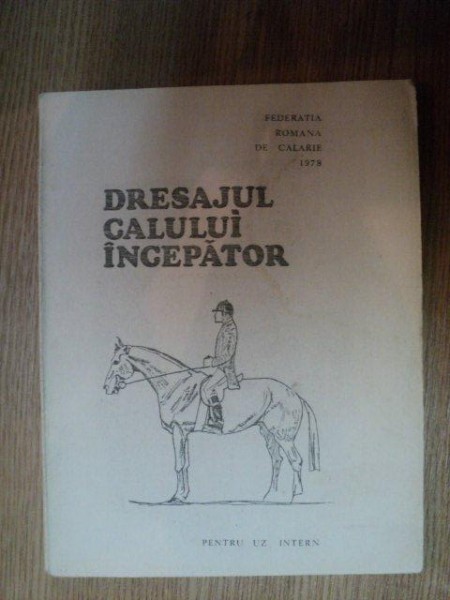 FEDERATIA
ROMANA
DE CALARIE
1978
DRESAJUL
CALULUI
ÎNCEPĂTOR
PENTRU UZ INTERN